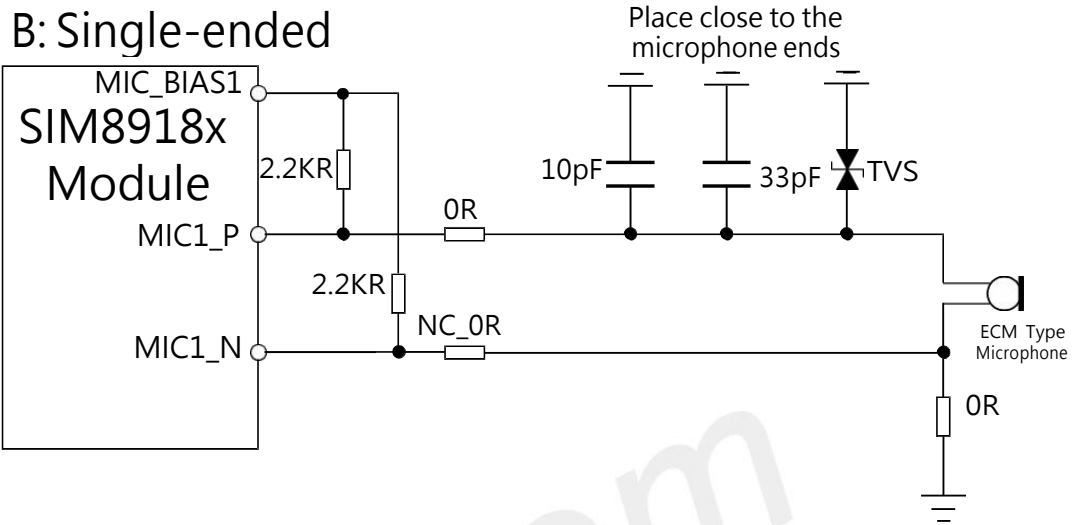 B: Single-ended
Place close to the
microphone ends
MIC_BIAS1
SIM8918x
Module
2.2KR
10pF
33pF
TVS
0R
MIC1_P
2.2KR
NC_0R
MIC1_N
ECM Type
Microphone
0R